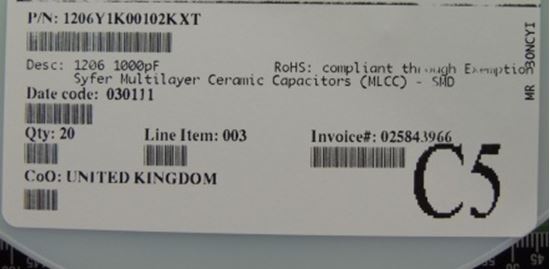 P/N: 1206Y1K00102KXT
Desc: 1206 1000pF RoHS: compliant through Exemption
Syfer Multilayer Ceramic Capacitors (MLCC) - SMD
Date code: 030111
Qty: 20 Line Item: 003 Invoice#: 025843966
CoO: UNITED KINGDOM
C5
MR